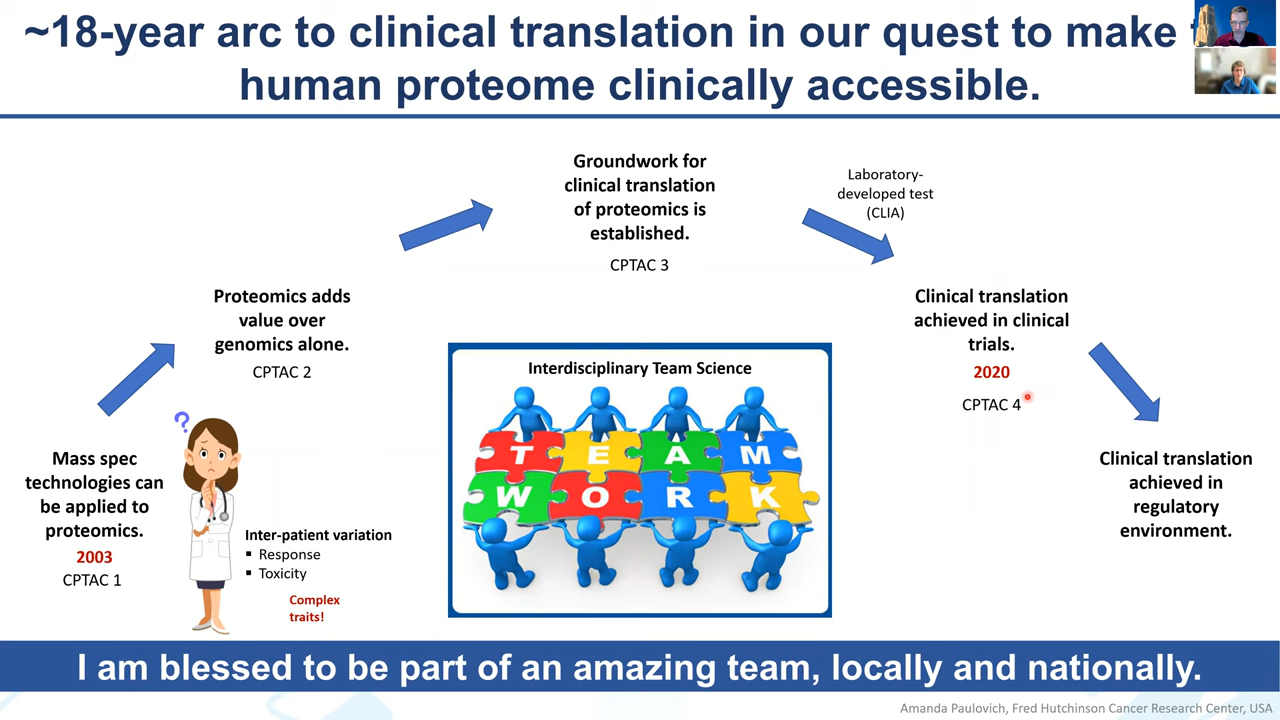 ~18-year arc to clinical translation in our quest to make
human proteome clinically accessible.
Groundwork for
clinical translation
of proteomics is
established.
CPTAC 3
Laboratory-
developed test
(CLIA)
Proteomics adds
value over
genomics alone.
CPTAC 2
Clinical translation
achieved in clinical
trials.
2020
CPTAC 4
Interdisciplinary Team Science
TEAM
WORK
?
Mass spec
technologies can
be applied to
proteomics.
2003
CPTAC 1
Inter-patient variation
▪ Response
▪ Toxicity
Complex
traits!
Clinical translation
achieved in
regulatory
environment.
I am blessed to be part of an amazing team, locally and nationally.
Amanda Paulovich, Fred Hutchinson Cancer Research Center, USA